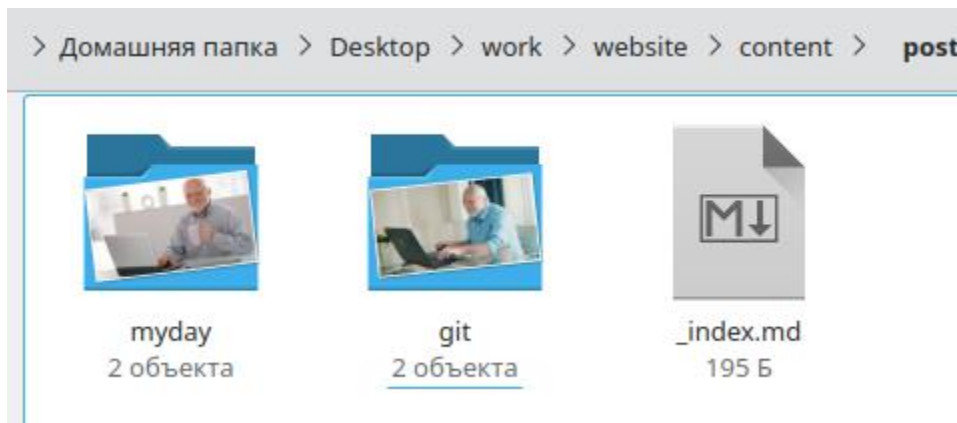 > Домашняя папка > Desktop > work > website > content > post
M↓
myday git _index.md
2 объекта 2 объекта 195 Б